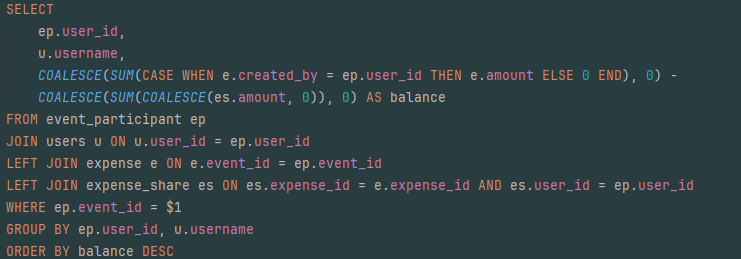 SELECT
    ep.user_id,
    u.username,
    COALESCE(SUM(CASE WHEN e.created_by = ep.user_id THEN e.amount ELSE 0 END), 0) -
    COALESCE(SUM(COALESCE(es.amount, 0)), 0) AS balance
FROM event_participant ep
JOIN users u ON u.user_id = ep.user_id
LEFT JOIN expense e ON e.event_id = ep.event_id
LEFT JOIN expense_share es ON es.expense_id = e.expense_id AND es.user_id = ep.user_id
WHERE ep.event_id = $1
GROUP BY ep.user_id, u.username
ORDER BY balance DESC